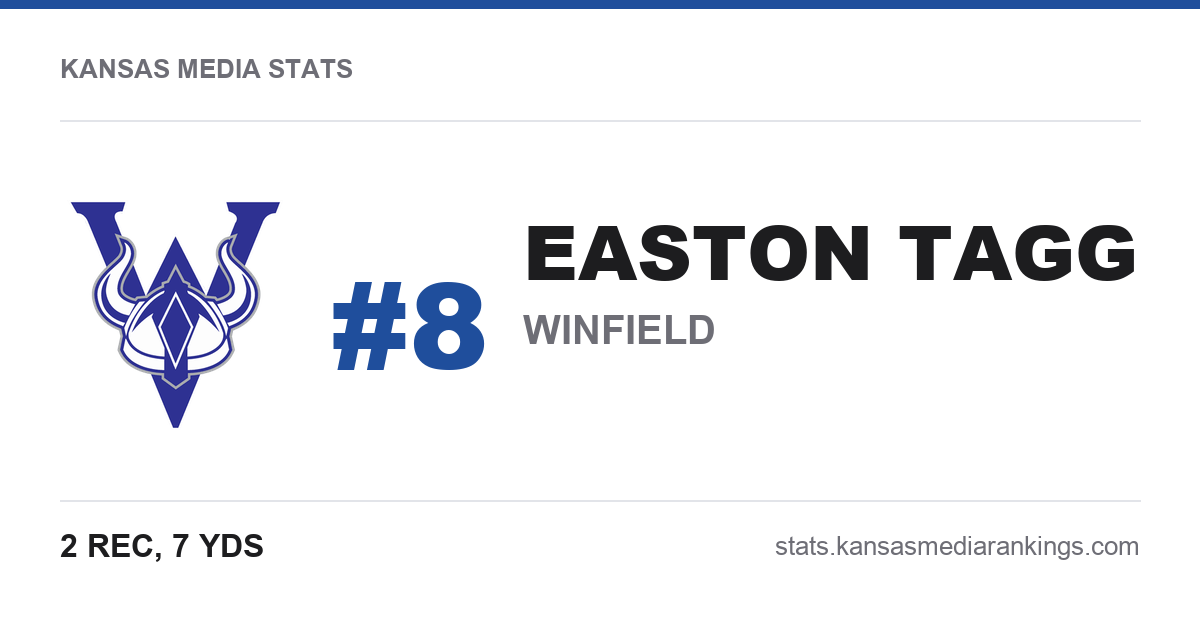 KANSAS MEDIA STATS
#8
EASTON TAGG
WINFIELD
2 REC, 7 YDS
stats.kansasmediarankings.com